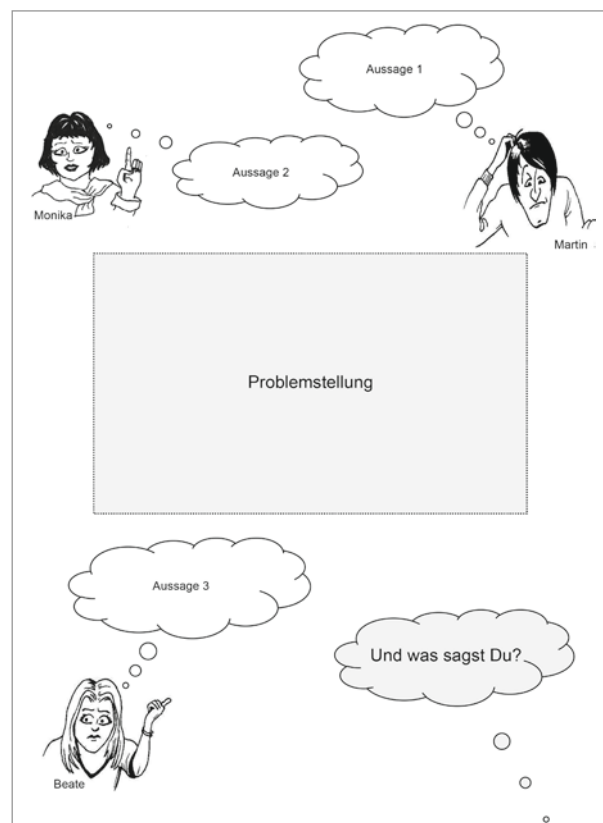 Aussage 1
Aussage 2
Monika
Martin
Problemstellung
Aussage 3
Und was sagst Du?
Beate